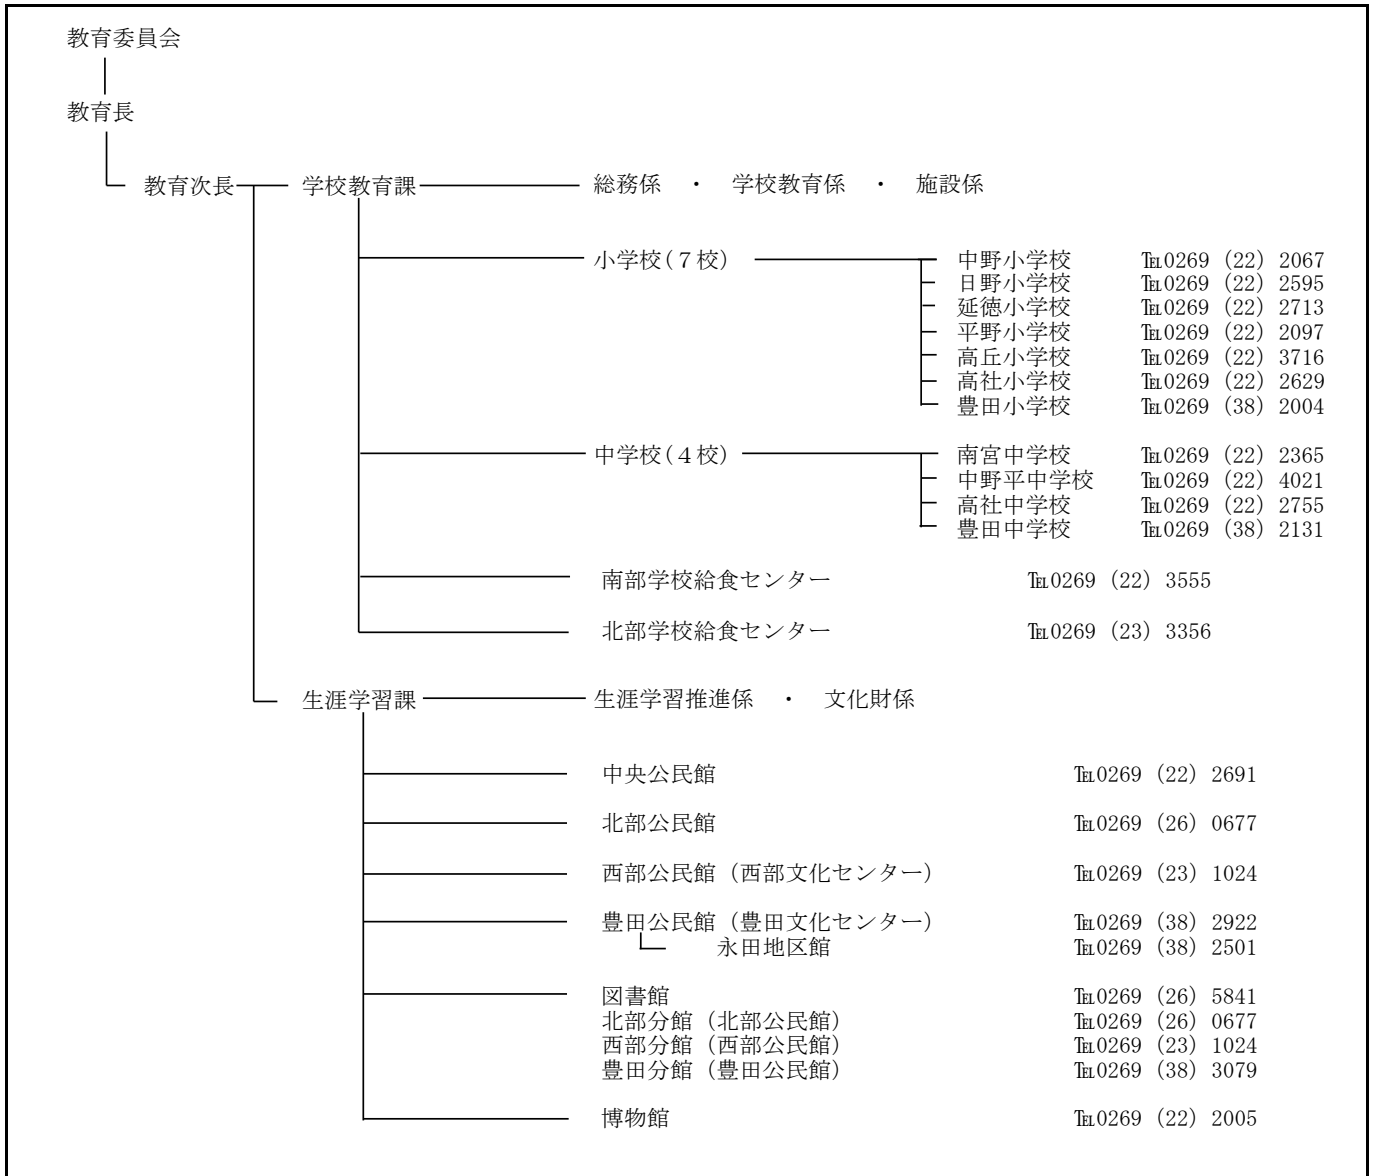 教育委員会
教育長
教育次長 学校教育課 総務係 ・ 学校教育係 ・ 施設係
小学校(７校) 中野小学校 ℡0269 (22) 2067
日野小学校 ℡0269 (22) 2595
延徳小学校 ℡0269 (22) 2713
平野小学校 ℡0269 (22) 2097
高丘小学校 ℡0269 (22) 3716
高社小学校 ℡0269 (22) 2629
豊田小学校 ℡0269 (38) 2004
中学校(４校) 南宮中学校 ℡0269 (22) 2365
中野平中学校 ℡0269 (22) 4021
高社中学校 ℡0269 (22) 2755
豊田中学校 ℡0269 (38) 2131
南部学校給食センター ℡0269 (22) 3555
北部学校給食センター ℡0269 (23) 3356
生涯学習課 生涯学習推進係 ・ 文化財係
中央公民館 ℡0269 (22) 2691
北部公民館 ℡0269 (26) 0677
西部公民館 (西部文化センター) ℡0269 (23) 1024
豊田公民館 (豊田文化センター) ℡0269 (38) 2922
永田地区館 ℡0269 (38) 2501
図書館 ℡0269 (26) 5841
北部分館 (北部公民館) ℡0269 (26) 0677
西部分館 (西部公民館) ℡0269 (23) 1024
豊田分館 (豊田公民館) ℡0269 (38) 3079
博物館 ℡0269 (22) 2005